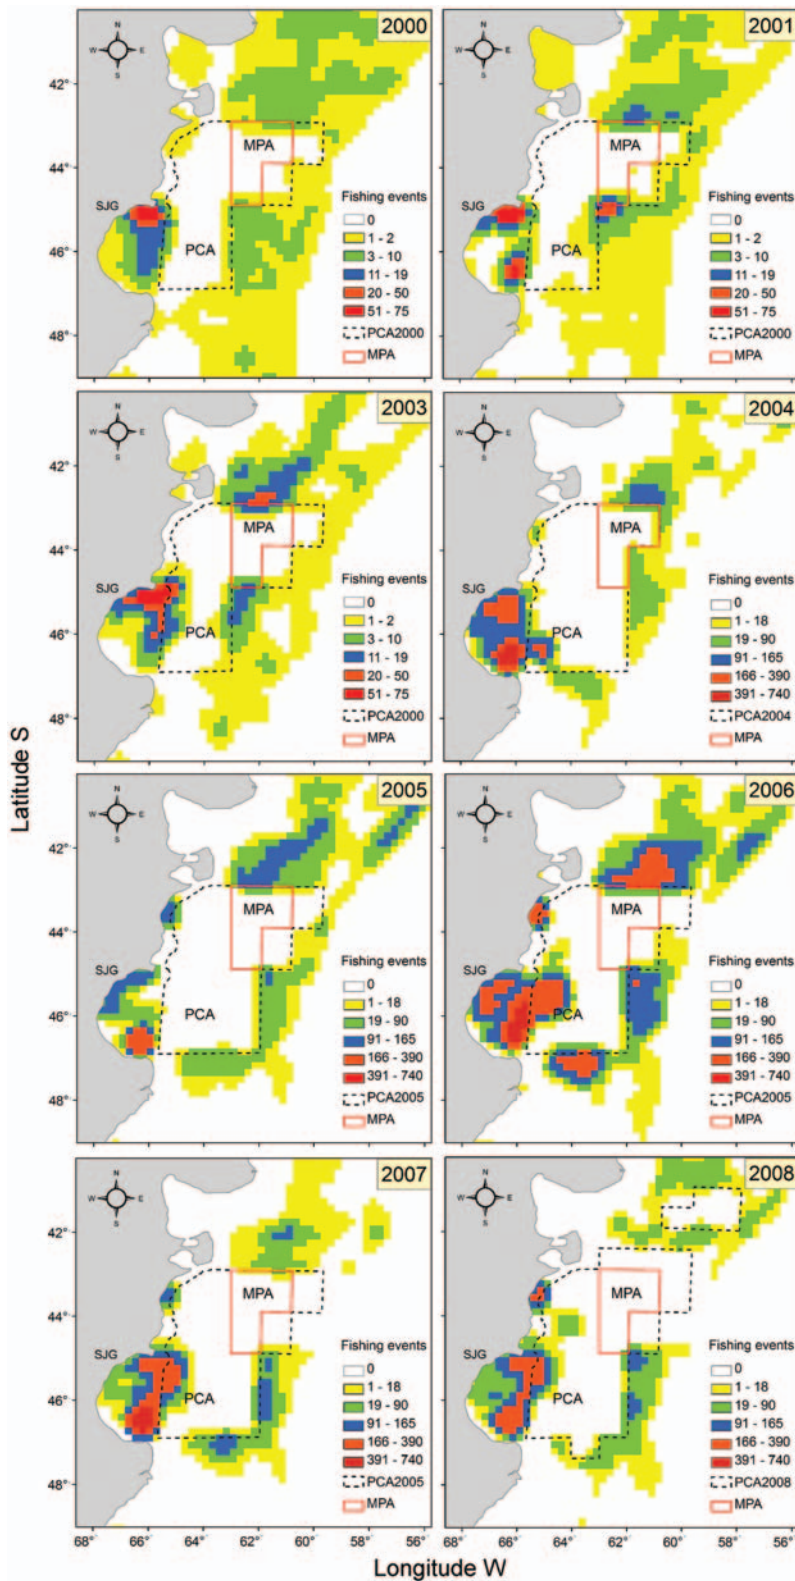 Latitude S
2000
N
W E
S
42°
44°
46°
48°
MPA
SJG
PCA
Fishing events
0
1 - 2
3 - 10
11 - 19
20 - 50
51 - 75
PCA2000
MPA
2001
N
W E
S
MPA
SJG
PCA
Fishing events
0
1 - 2
3 - 10
11 - 19
20 - 50
51 - 75
PCA2000
MPA
2003
N
W E
S
42°
44°
46°
48°
MPA
SJG
PCA
Fishing events
0
1 - 2
3 - 10
11 - 19
20 - 50
51 - 75
PCA2000
MPA
2004
N
W E
S
MPA
SJG
PCA
Fishing events
0
1 - 18
19 - 90
91 - 165
166 - 390
391 - 740
PCA2004
MPA
2005
N
W E
S
42°
44°
46°
48°
MPA
SJG
PCA
Fishing events
0
1 - 18
19 - 90
91 - 165
166 - 390
391 - 740
PCA2005
MPA
2006
N
W E
S
MPA
SJG
PCA
Fishing events
0
1 - 18
19 - 90
91 - 165
166 - 390
391 - 740
PCA2005
MPA
2007
N
W E
S
42°
44°
46°
48°
MPA
SJG
PCA
Fishing events
0
1 - 18
19 - 90
91 - 165
166 - 390
391 - 740
PCA2005
MPA
2008
N
W E
S
MPA
SJG
PCA
Fishing events
0
1 - 18
19 - 90
91 - 165
166 - 390
391 - 740
PCA2008
MPA
68° 66° 64° 62° 60° 58° 56° 68° 66° 64° 62° 60° 58° 56°
Longitude W